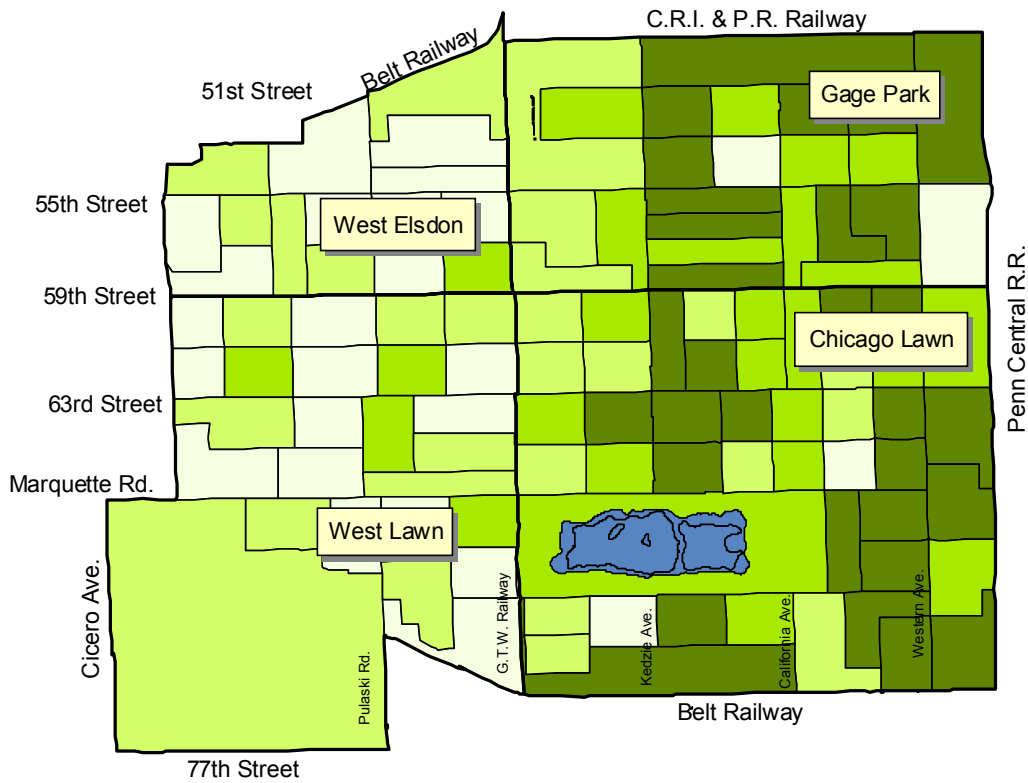 C.R.I. & P.R. Railway
Belt Railway
51st Street
Gage Park
55th Street
West Elsdon
59th Street
Penn Central R.R.
Chicago Lawn
63rd Street
Marquette Rd.
West Lawn
Cicero Ave.
Pulaski Rd.
G.T.W. Railway
Kedzie Ave.
California Ave.
Western Ave.
Belt Railway
77th Street